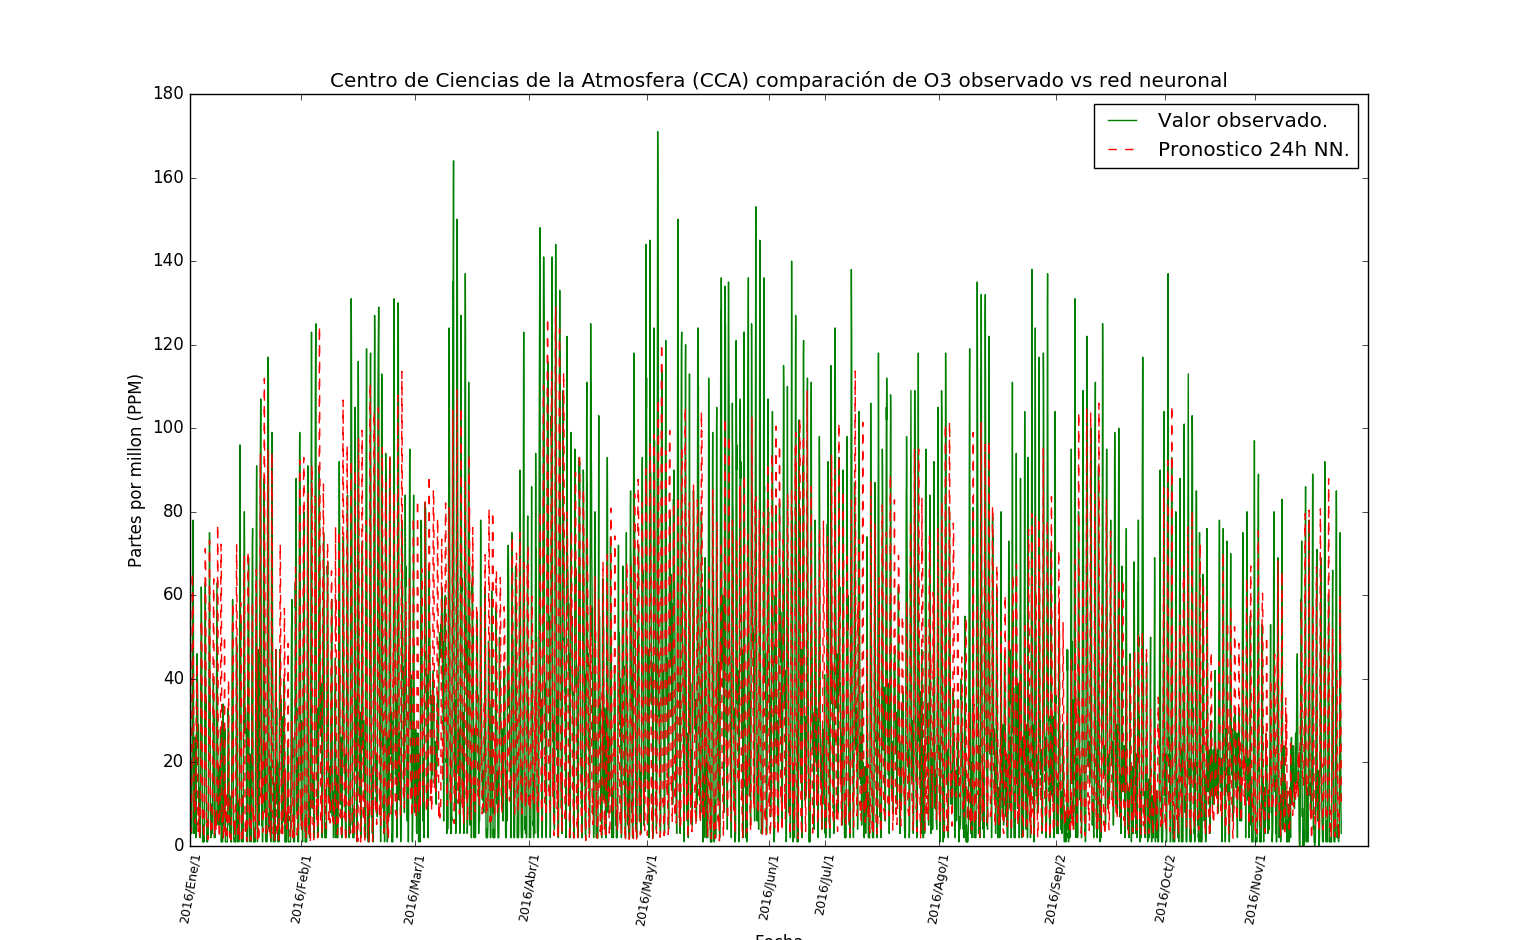 Centro de Ciencias de la Atmosfera (CCA) comparación de O3 observado vs red neuronal
180
160
140
120
100
80
60
40
20
0
Partes por millon (PPM)
Valor observado.
Pronostico 24h NN.
2016/Ene/1
2016/Feb/1
2016/Mar/1
2016/Abr/1
2016/May/1
2016/Jun/1
2016/Jul/1
2016/Ago/1
2016/Sep/2
2016/Oct/2
2016/Nov/1
Fecha